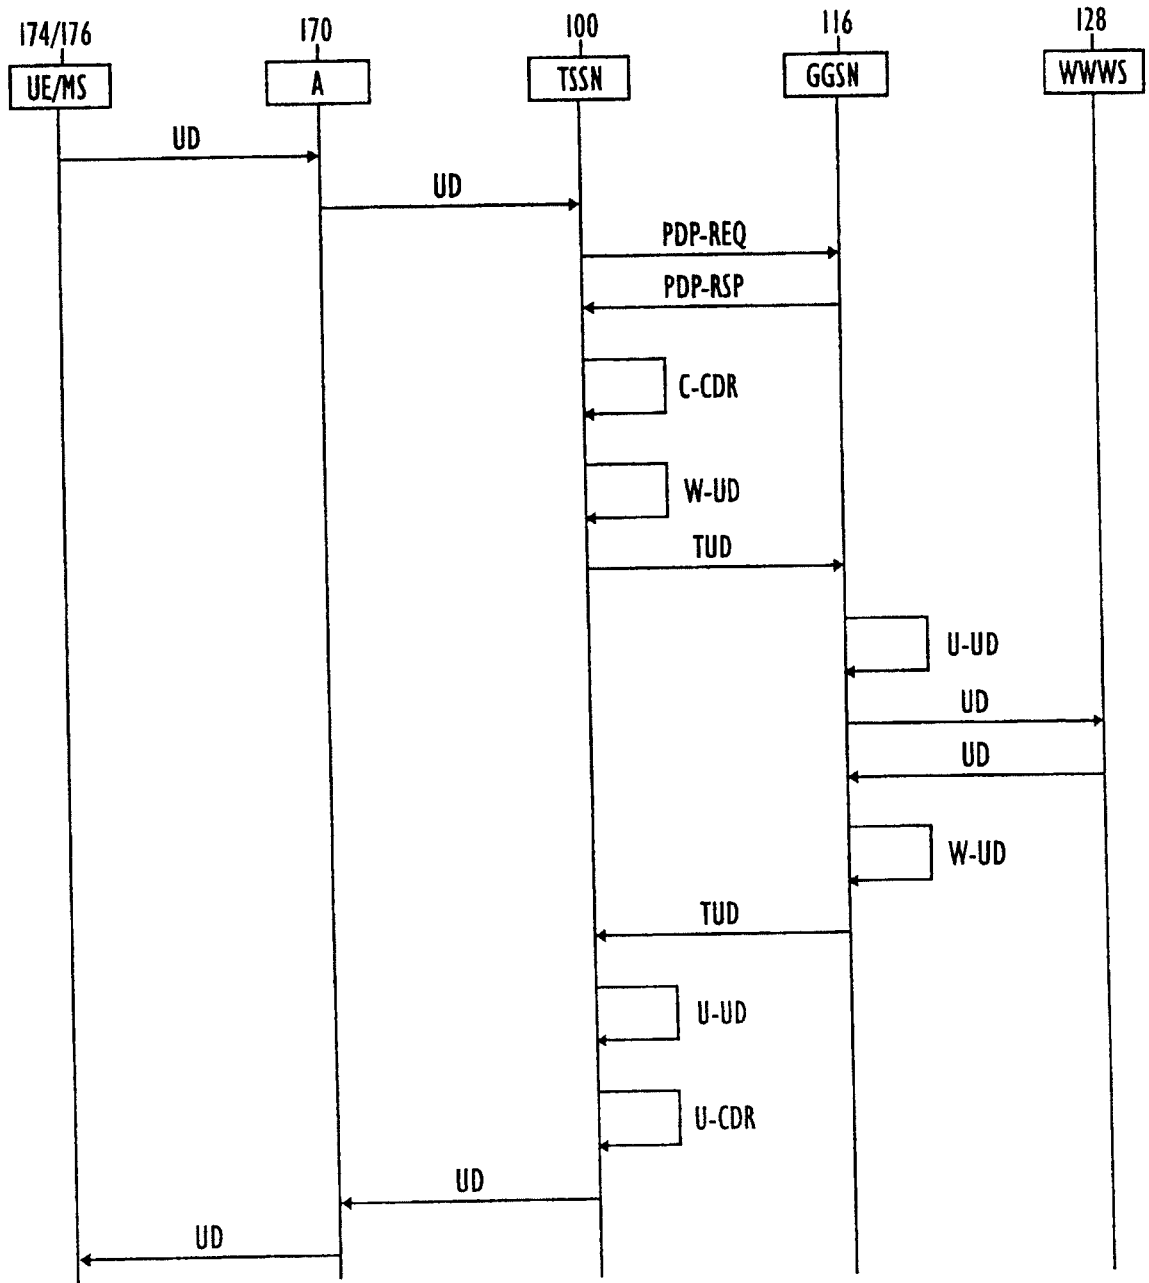 174/176 170 100 116 128
UE/MS A TSSN GGSN WWWS
UD
UD
PDP-REQ
PDP-RSP
C-CDR
W-UD
TUD
U-UD
UD
UD
W-UD
TUD
U-UD
U-CDR
UD
UD